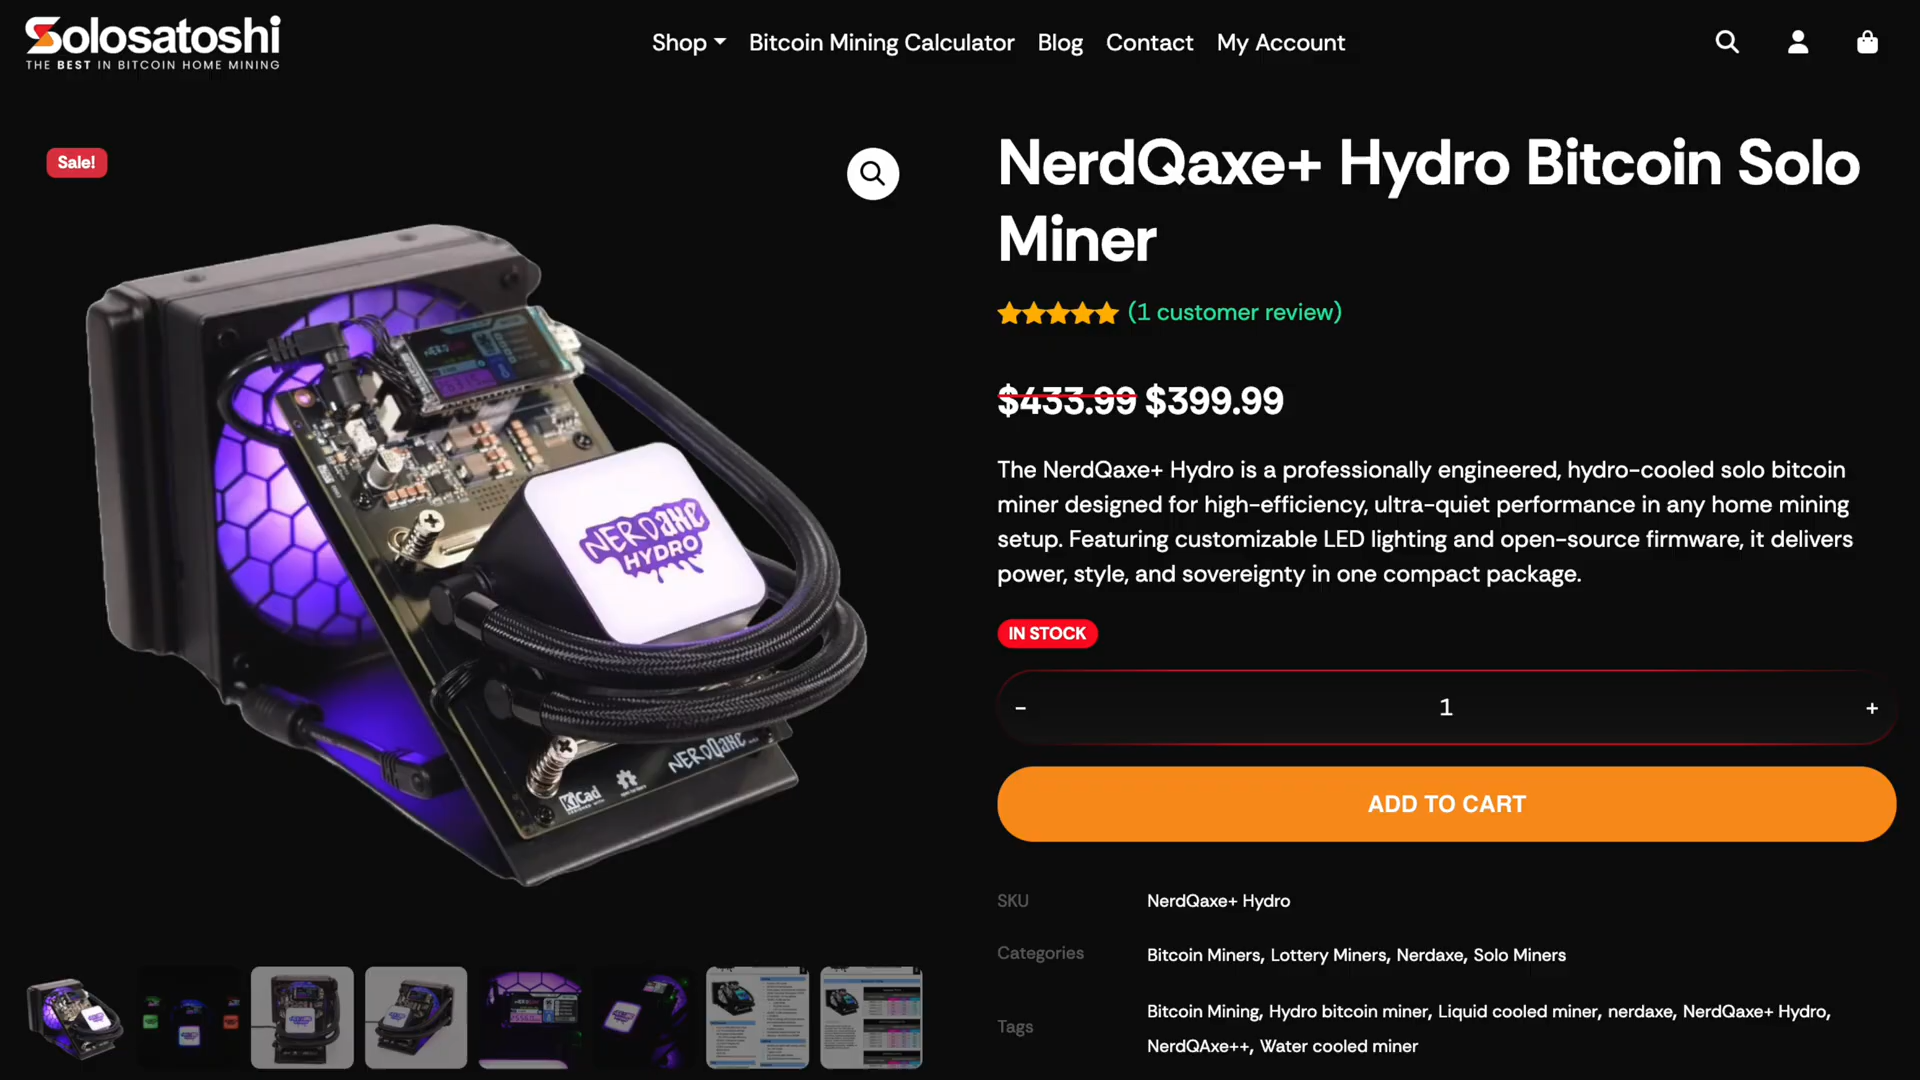 Solosatoshi
THE BEST IN BITCOIN HOME MINING
Shop
Bitcoin Mining Calculator
Blog
Contact
My Account
Sale!
NERDAXE
HYDRO
KiCad
NERDQAXE
NerdQaxe+ Hydro Bitcoin Solo
Miner
(1 customer review)
$433.99 $399.99
The NerdQaxe+ Hydro is a professionally engineered, hydro-cooled solo bitcoin
miner designed for high-efficiency, ultra-quiet performance in any home mining
setup. Featuring customizable LED lighting and open-source firmware, it delivers
power, style, and sovereignty in one compact package.
IN STOCK
- 1 +
ADD TO CART
SKU NerdQaxe+ Hydro
Categories Bitcoin Miners, Lottery Miners, Nerdaxe, Solo Miners
Tags Bitcoin Mining, Hydro bitcoin miner, Liquid cooled miner, nerdaxe, NerdQaxe+ Hydro,
NerdQAxe++, Water cooled miner